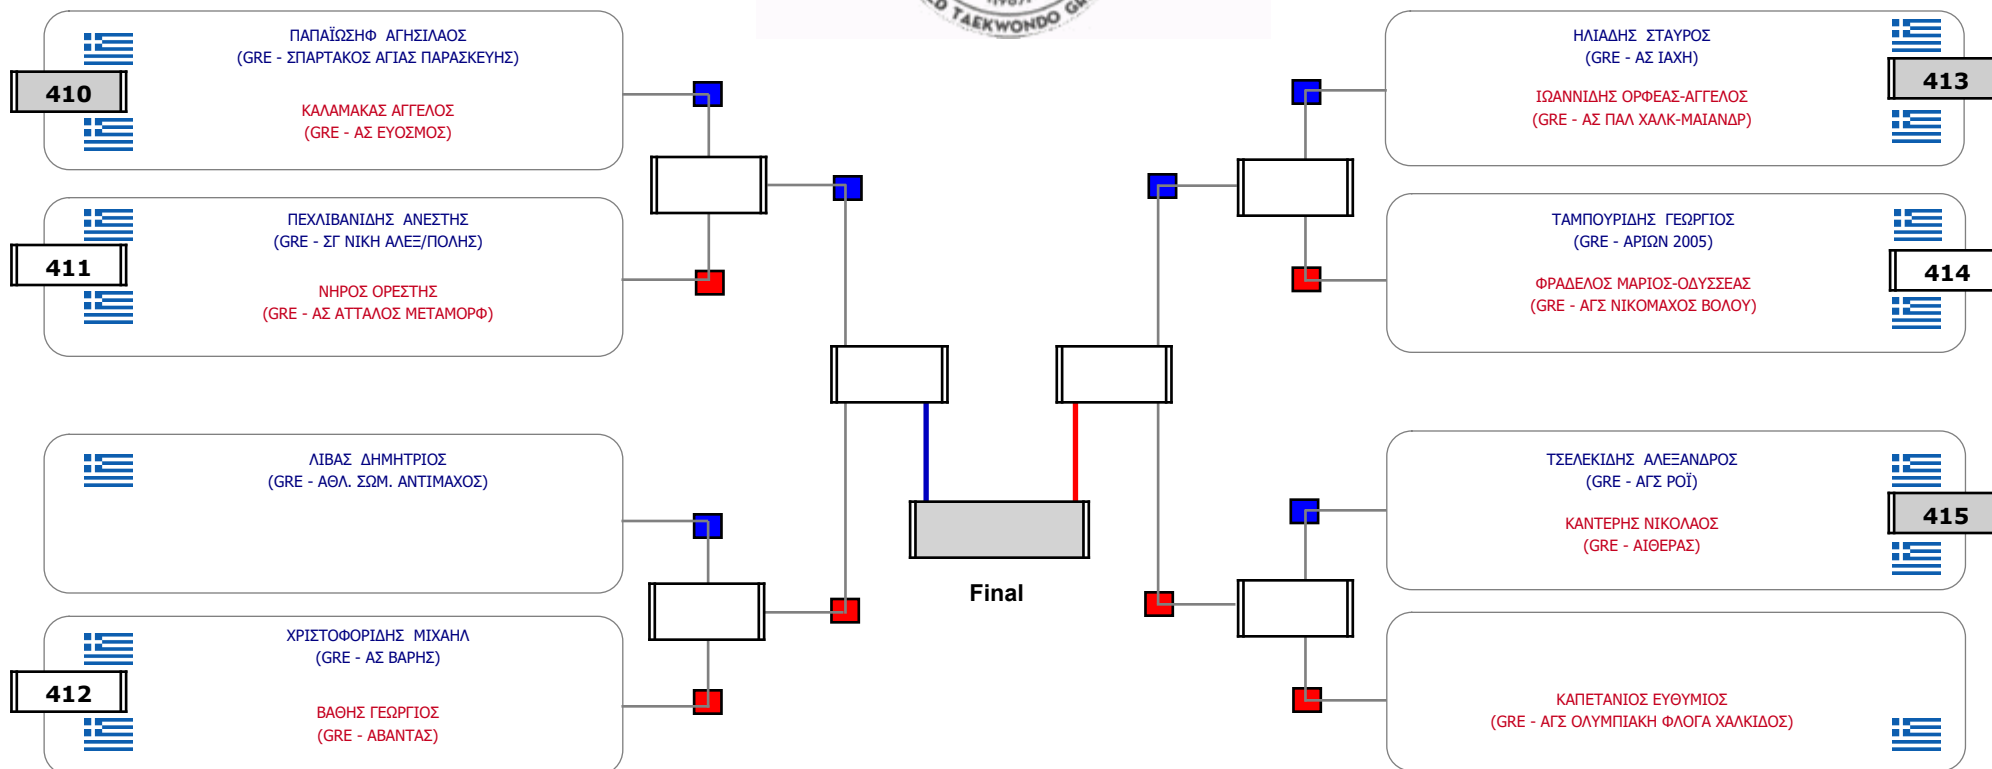 TAEKWONDO
ΠΑΠΑΪΩΣΗΦ ΑΓΗΣΙΛΑΟΣ
(GRE - ΣΠΑΡΤΑΚΟΣ ΑΓΙΑΣ ΠΑΡΑΣΚΕΥΗΣ)
410
ΚΑΛΑΜΑΚΑΣ ΑΓΓΕΛΟΣ
(GRE - ΑΣ ΕΥΟΣΜΟΣ)
ΠΕΧΛΙΒΑΝΙΔΗΣ ΑΝΕΣΤΗΣ
(GRE - ΣΓ ΝΙΚΗ ΑΛΕΞ/ΠΟΛΗΣ)
411
ΝΗΡΟΣ ΟΡΕΣΤΗΣ
(GRE - ΑΣ ΑΤΤΑΛΟΣ ΜΕΤΑΜΟΡΦ)
ΛΙΒΑΣ ΔΗΜΗΤΡΙΟΣ
(GRE - ΑΘΛ. ΣΩΜ. ΑΝΤΙΜΑΧΟΣ)
ΧΡΙΣΤΟΦΟΡΙΔΗΣ ΜΙΧΑΗΛ
(GRE - ΑΣ ΒΑΡΗΣ)
412
ΒΑΘΗΣ ΓΕΩΡΓΙΟΣ
(GRE - ΑΒΑΝΤΑΣ)
Final
ΗΛΙΑΔΗΣ ΣΤΑΥΡΟΣ
(GRE - ΑΣ ΙΑΧΗ)
413
ΙΩΑΝΝΙΔΗΣ ΟΡΦΕΑΣ-ΑΓΓΕΛΟΣ
(GRE - ΑΣ ΠΑΛ ΧΑΛΚ-ΜΑΙΑΝΔΡ)
ΤΑΜΠΟΥΡΙΔΗΣ ΓΕΩΡΓΙΟΣ
(GRE - ΑΡΙΩΝ 2005)
414
ΦΡΑΔΕΛΟΣ ΜΑΡΙΟΣ-ΟΔΥΣΣΕΑΣ
(GRE - ΑΓΣ ΝΙΚΟΜΑΧΟΣ ΒΟΛΟΥ)
ΤΣΕΛΕΚΙΔΗΣ ΑΛΕΞΑΝΔΡΟΣ
(GRE - ΑΓΣ ΡΟΪ)
415
ΚΑΝΤΕΡΗΣ ΝΙΚΟΛΑΟΣ
(GRE - ΑΙΘΕΡΑΣ)
ΚΑΠΕΤΑΝΙΟΣ ΕΥΘΥΜΙΟΣ
(GRE - ΑΓΣ ΟΛΥΜΠΙΑΚΗ ΦΛΟΓΑ ΧΑΛΚΙΔΟΣ)